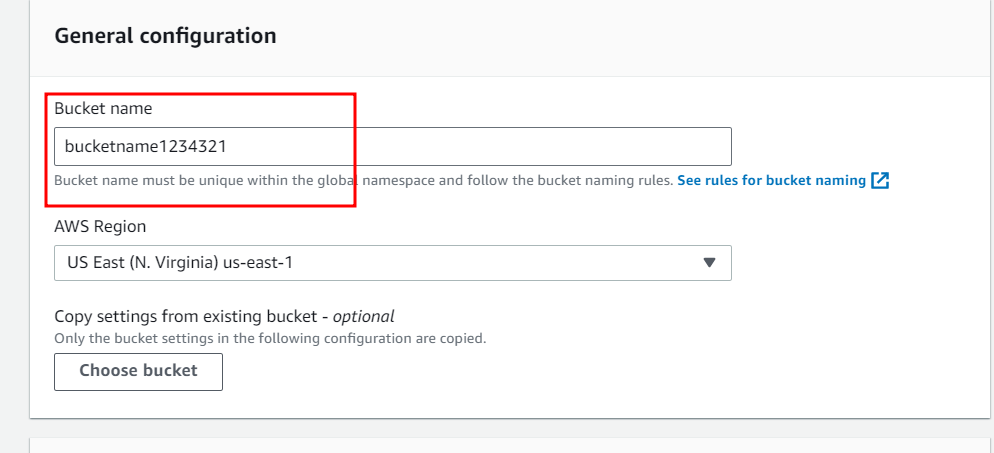 General configuration
Bucket name
bucketname1234321
Bucket name must be unique within the global namespace and follow the bucket naming rules. See rules for bucket naming
AWS Region
US East (N. Virginia) us-east-1
Copy settings from existing bucket - optional
Only the bucket settings in the following configuration are copied.
Choose bucket